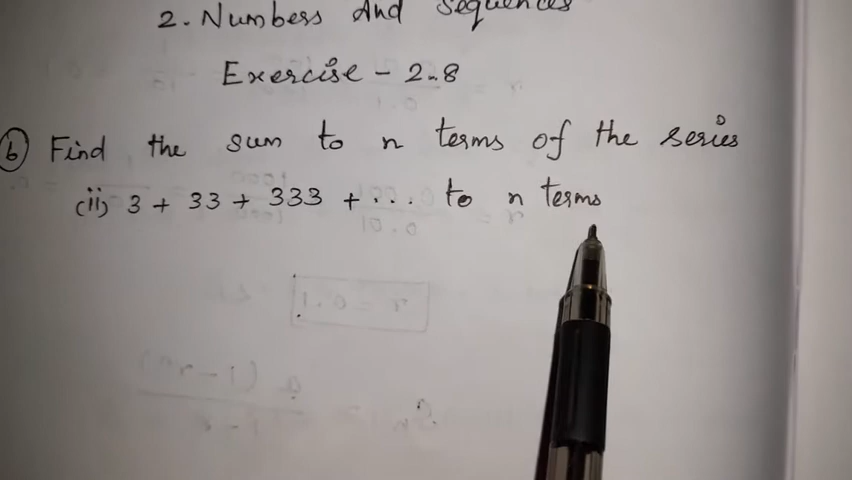 2. Numbers And Sequences
Exercise - 2.8
6 Find the sum to n terms of the series
(ii) 3 + 33 + 333 + ... to n terms